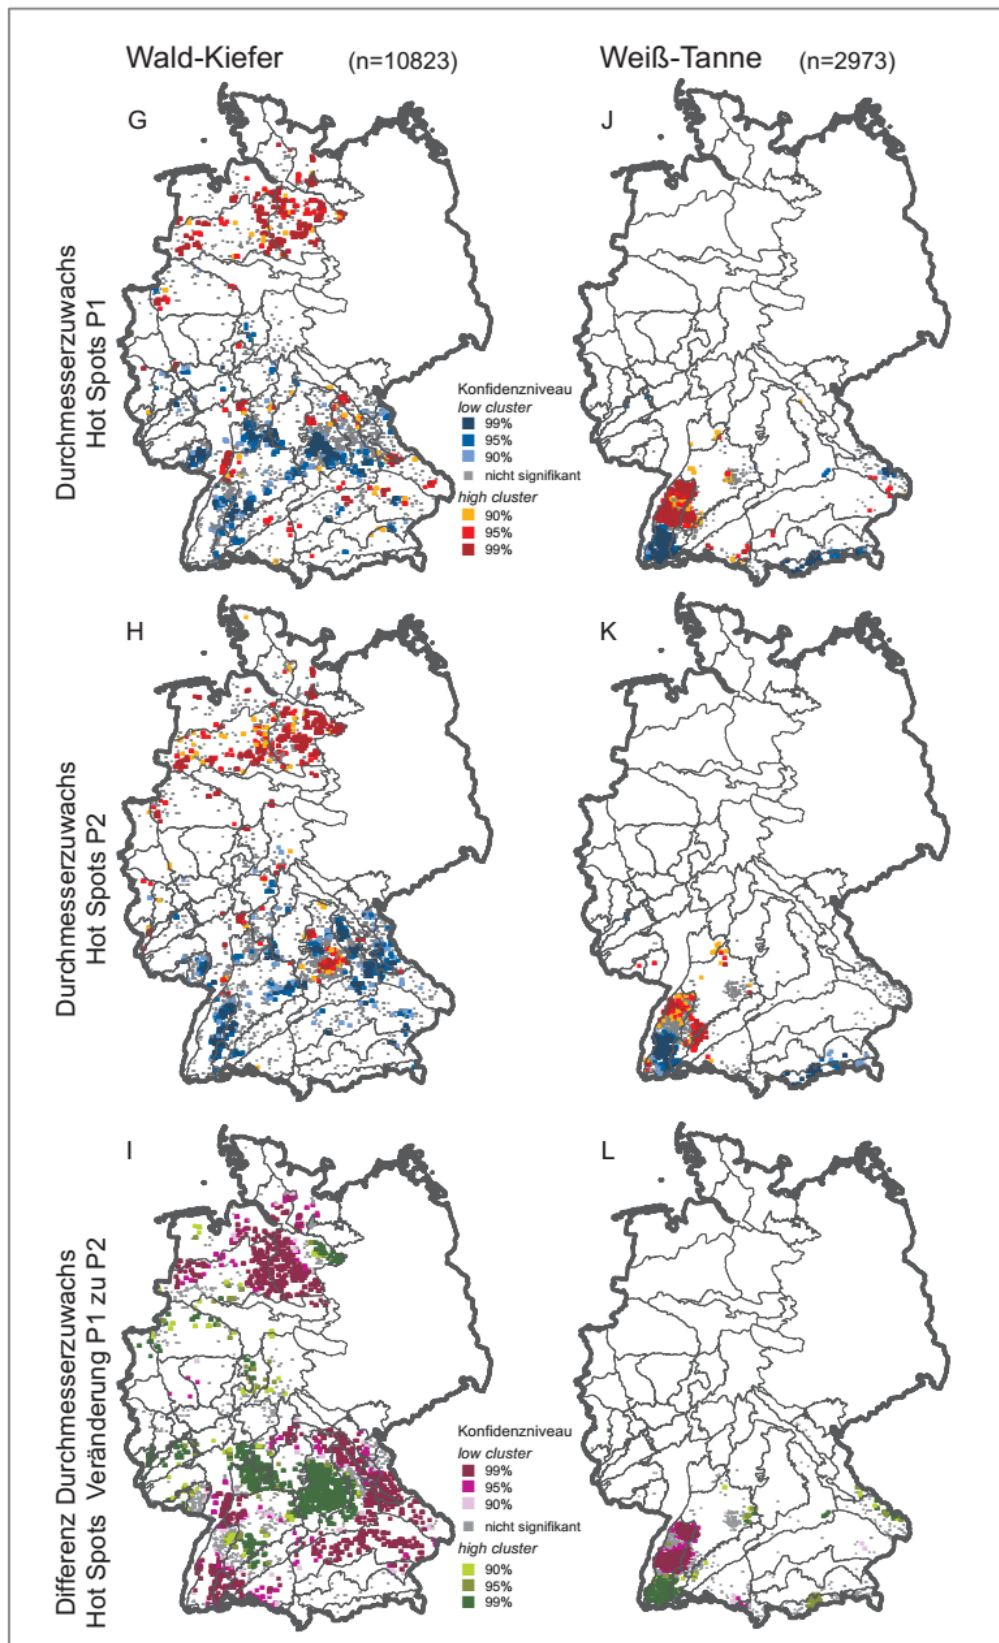 Wald-Kiefer (n=10823)
Weiß-Tanne (n=2973)
G
J
Durchmesserzuwachs
Hot Spots P1
Konfidenzniveau
low cluster
99%
95%
90%
nicht signifikant
high cluster
90%
95%
99%
H
K
Durchmesserzuwachs
Hot Spots P2
I
L
Differenz Durchmesserzuwachs
Hot Spots Veränderung P1 zu P2
Konfidenzniveau
low cluster
99%
95%
90%
nicht signifikant
high cluster
90%
95%
99%